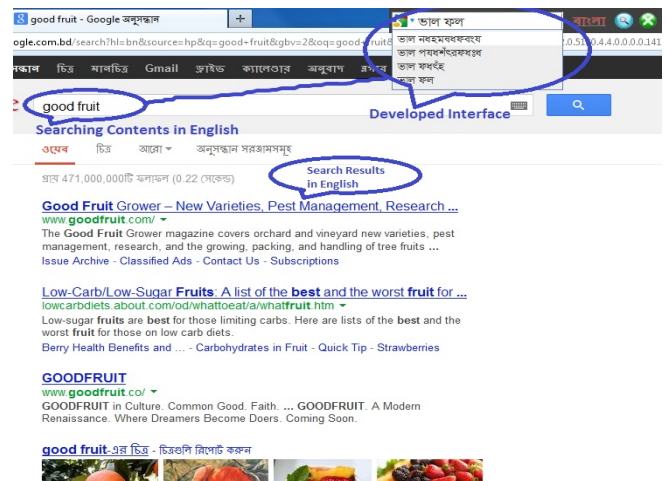 good fruit - Google অনুসন্ধান
ভাল ফল
বাংলা
ogle.com.bd/search?hl=bn&source=hp&q=good+fruit&gbv=2&oq=good+fruit&
ভাল নধহমধধফবংয
ভাল পযধশঁৎরফধঃধ
ভাল ফধৎঁহ
ভাল ফল
চিত্র মানচিত্র Gmail ড্রাইভ ক্যালেণ্ডার অনুবাদ
good fruit
Developed Interface
Searching Contents in English
ওয়েব চিত্র আরো অনুসন্ধান সরঞ্জামসমূহ
Search Results
in English
প্রায় 471,000,000টি ফলাফল (0.22 সেকেন্ড)
Good Fruit Grower – New Varieties, Pest Management, Research ...
www.goodfruit.com/
The Good Fruit Grower magazine covers orchard and vineyard new varieties, pest
management, research, and the growing, packing, and handling of tree fruits ...
Issue Archive - Classified Ads - Contact Us - Subscriptions
Low-Carb/Low-Sugar Fruits: A list of the best and the worst fruit for ...
lowcarbdiets.about.com/od/whattoeat/a/whatfruit.htm
Low-sugar fruits are best for those limiting carbs. Here are lists of the best and the
worst fruit for those on low carb diets.
Berry Health Benefits and ... - Carbohydrates in Fruit - Quick Tip - Strawberries
GOODFRUIT
www.goodfruit.co/
GOODFRUIT in Culture. Common Good. Faith. ... GOODFRUIT. A Modern
Renaissance. Where Dreamers Become Doers. Coming Soon.
good fruit-এর চিত্র - চিত্রগুলি রিপোর্ট করুন